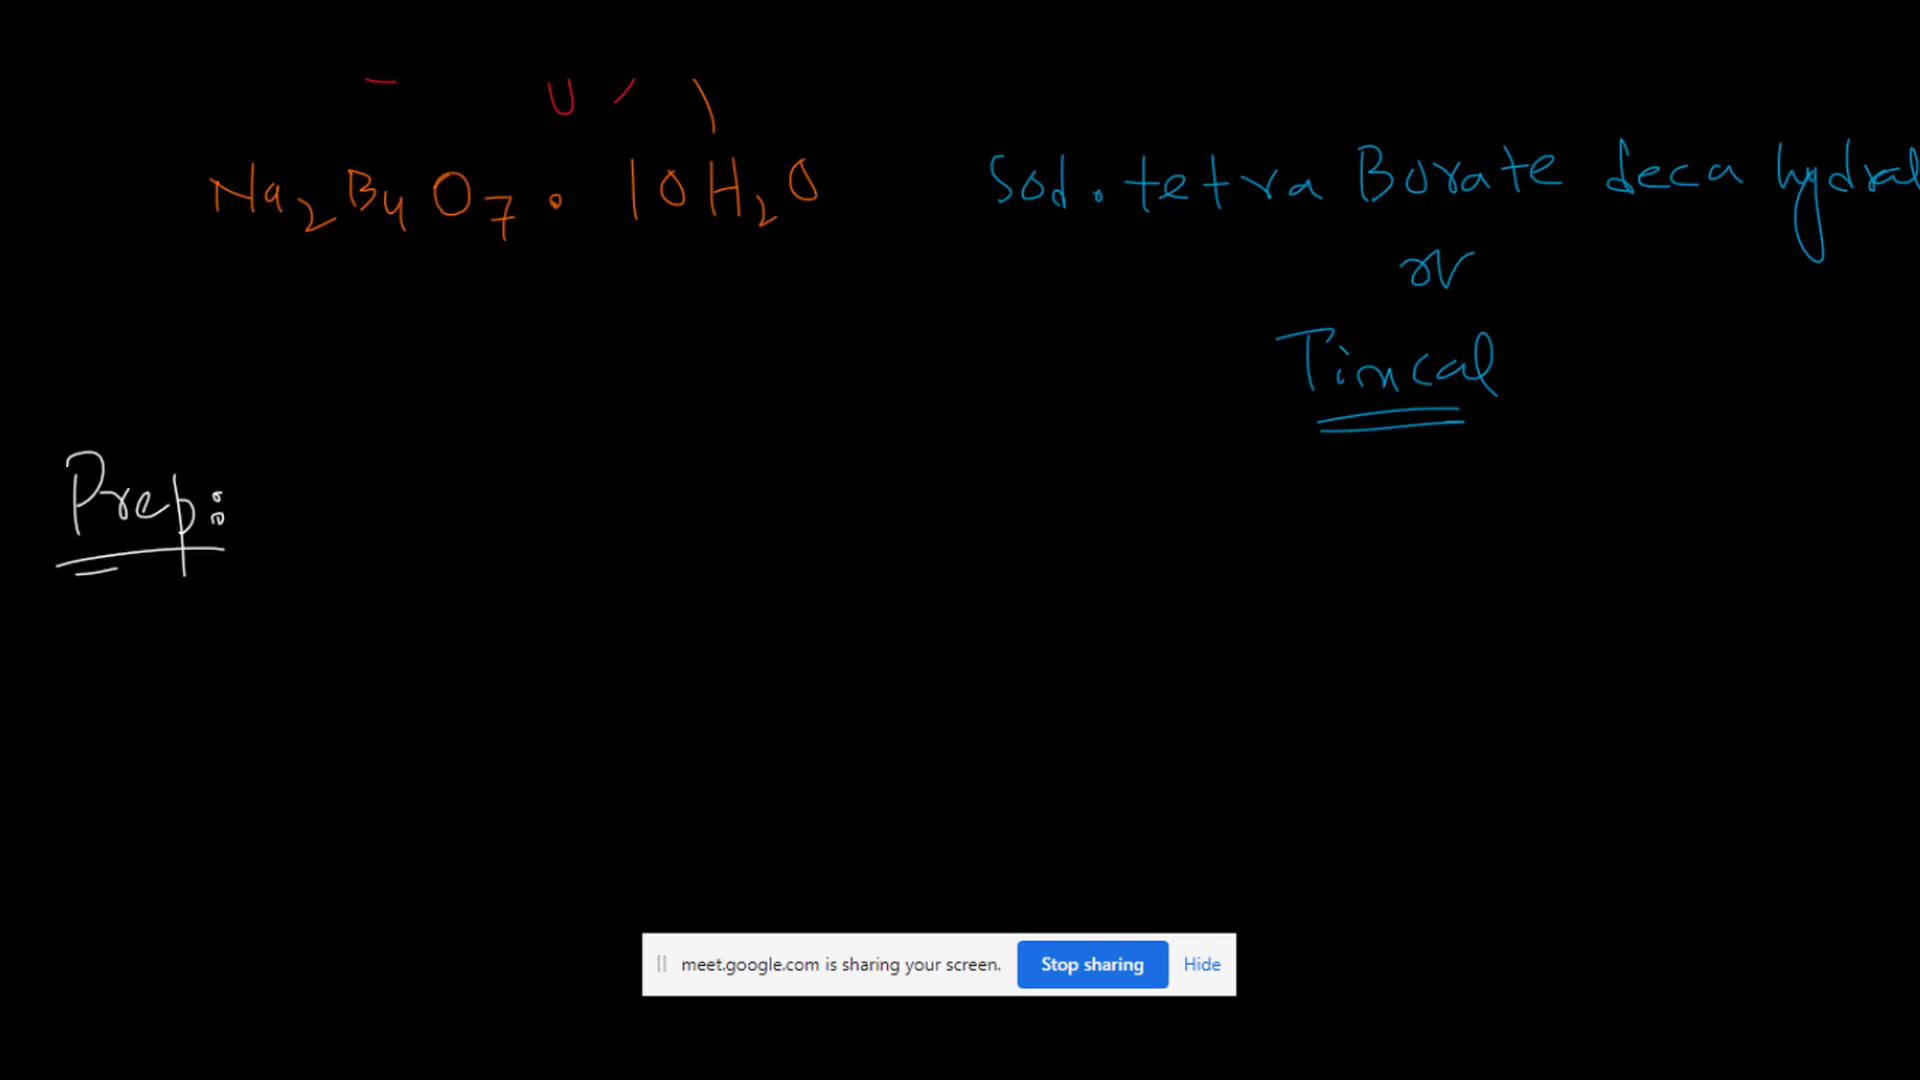 Na2B4O7 . 10H2O
Sod. tetra Borate deca hydrat
or
Tincal
Prep:
meet.google.com is sharing your screen.
Stop sharing
Hide